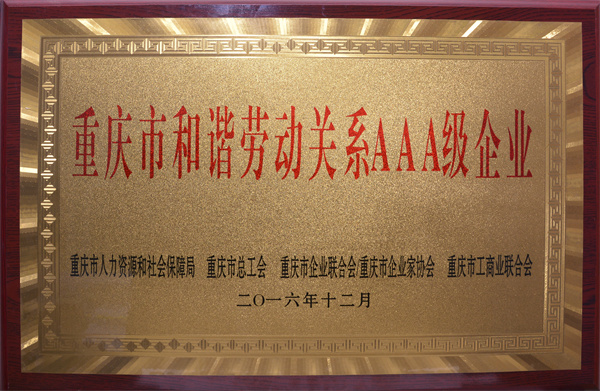 重庆市和谐劳动关系AAA级企业
重庆市人力资源和社会保障局 重庆市总工会 重庆市企业联合会/重庆市企业家协会 重庆市工商业联合会
二〇一六年十二月